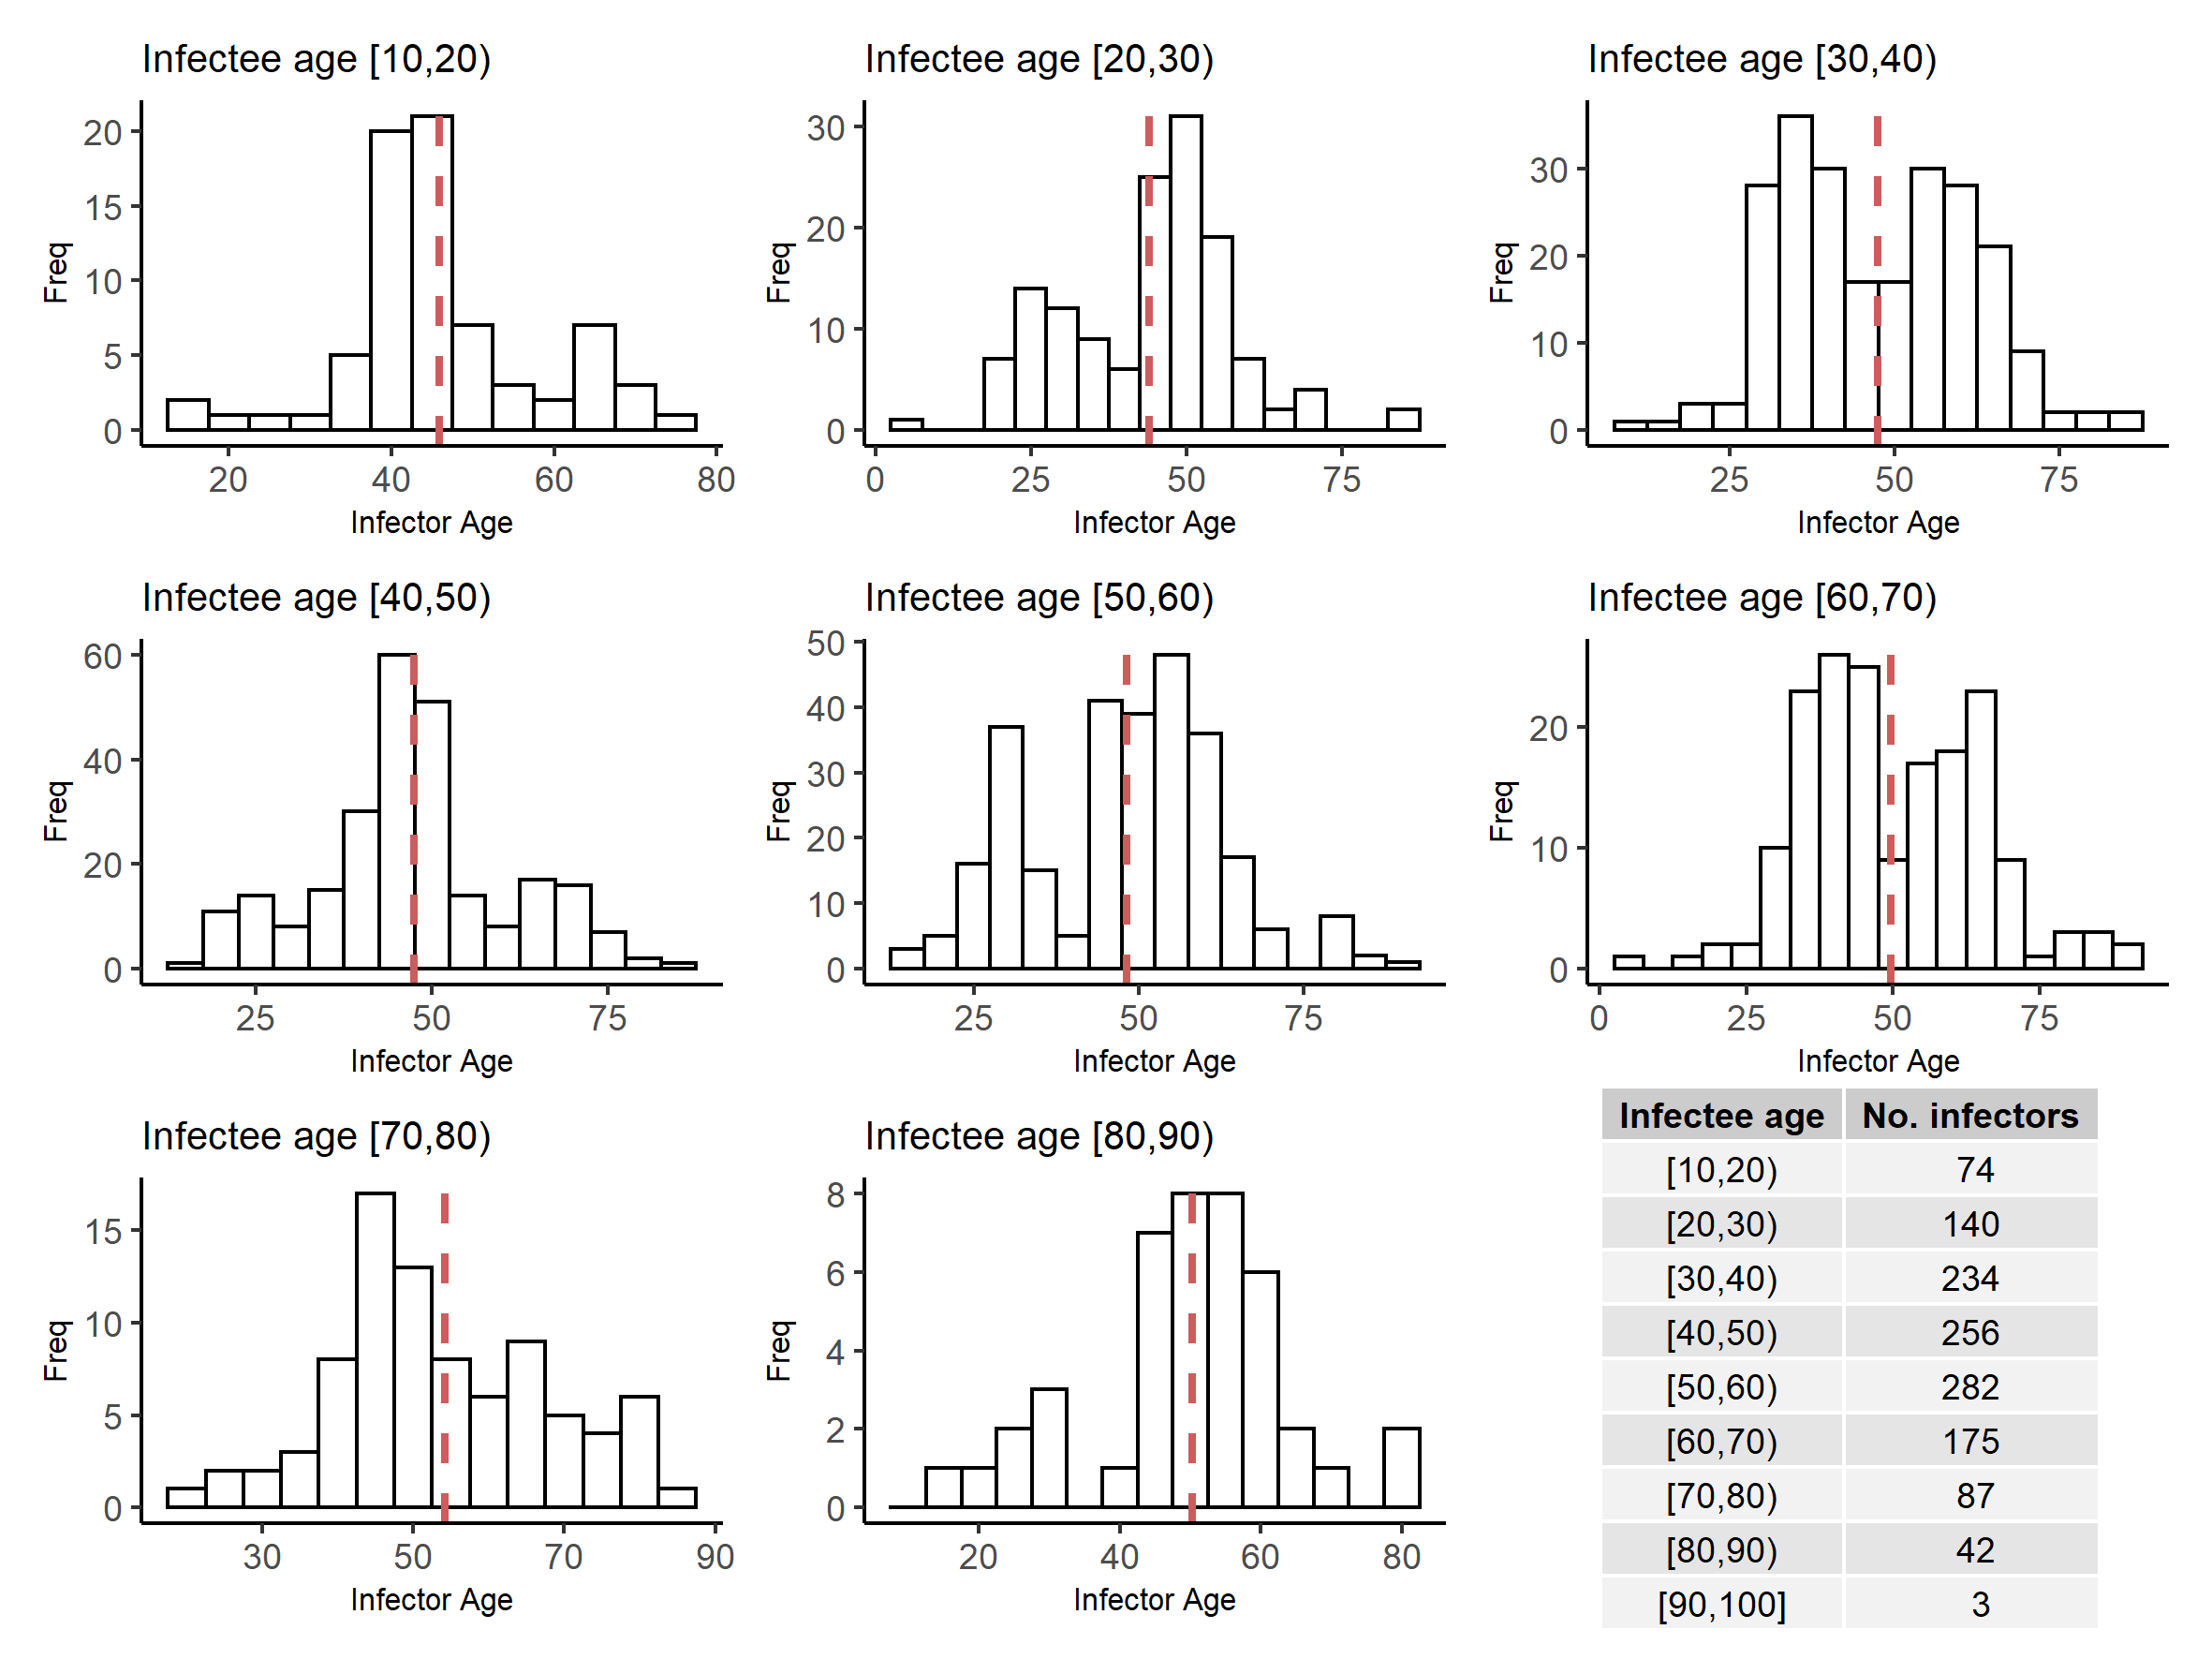 Infectee age [10,20)
20
15
10
5
0
Freq
20 40 60 80
Infector Age
Infectee age [20,30)
30
20
10
0
Freq
0 25 50 75
Infector Age
Infectee age [30,40)
30
20
10
0
Freq
25 50 75
Infector Age
Infectee age [40,50)
60
40
20
0
Freq
25 50 75
Infector Age
Infectee age [50,60)
50
40
30
20
10
0
Freq
25 50 75
Infector Age
Infectee age [60,70)
20
10
0
Freq
0 25 50 75
Infector Age
Infectee age [70,80)
15
10
5
0
Freq
30 50 70 90
Infector Age
Infectee age [80,90)
8
6
4
2
0
Freq
20 40 60 80
Infector Age
Infectee age No. infectors
[10,20) 74
[20,30) 140
[30,40) 234
[40,50) 256
[50,60) 282
[60,70) 175
[70,80) 87
[80,90) 42
[90,100] 3